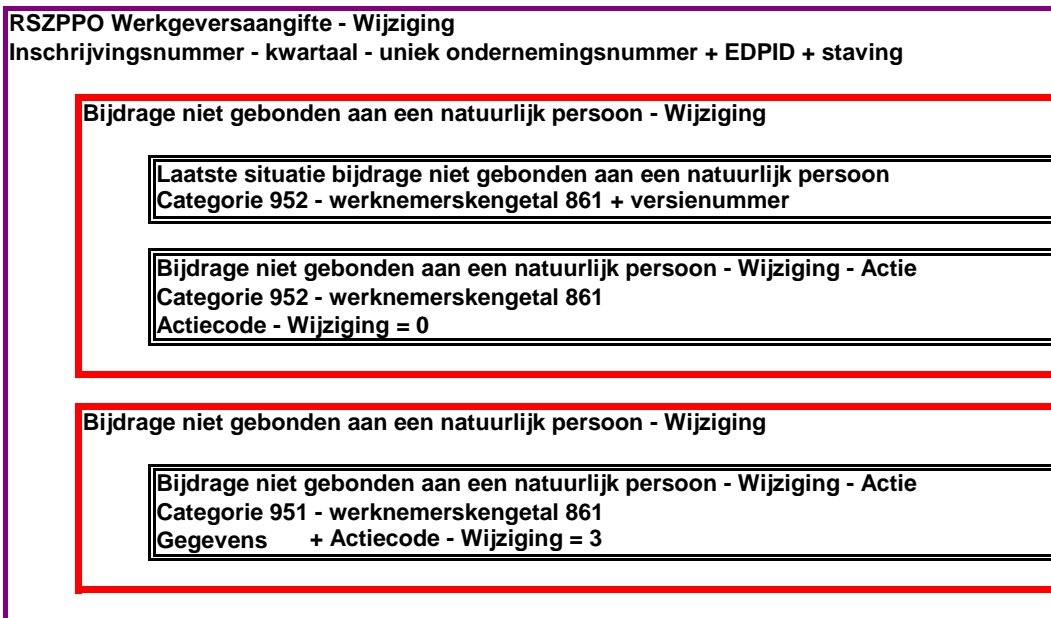 RSZPPO Werkgeversaangifte - Wijziging
Inschrijvingsnummer - kwartaal - uniek ondernemingsnummer + EDPID + staving
Bijdrage niet gebonden aan een natuurlijk persoon - Wijziging
Laatste situatie bijdrage niet gebonden aan een natuurlijk persoon
Categorie 952 - werknemerskengetal 861 + versienummer
Bijdrage niet gebonden aan een natuurlijk persoon - Wijziging - Actie
Categorie 952 - werknemerskengetal 861
Actiecode - Wijziging = 0
Bijdrage niet gebonden aan een natuurlijk persoon - Wijziging
Bijdrage niet gebonden aan een natuurlijk persoon - Wijziging - Actie
Categorie 951 - werknemerskengetal 861
Gegevens + Actiecode - Wijziging = 3